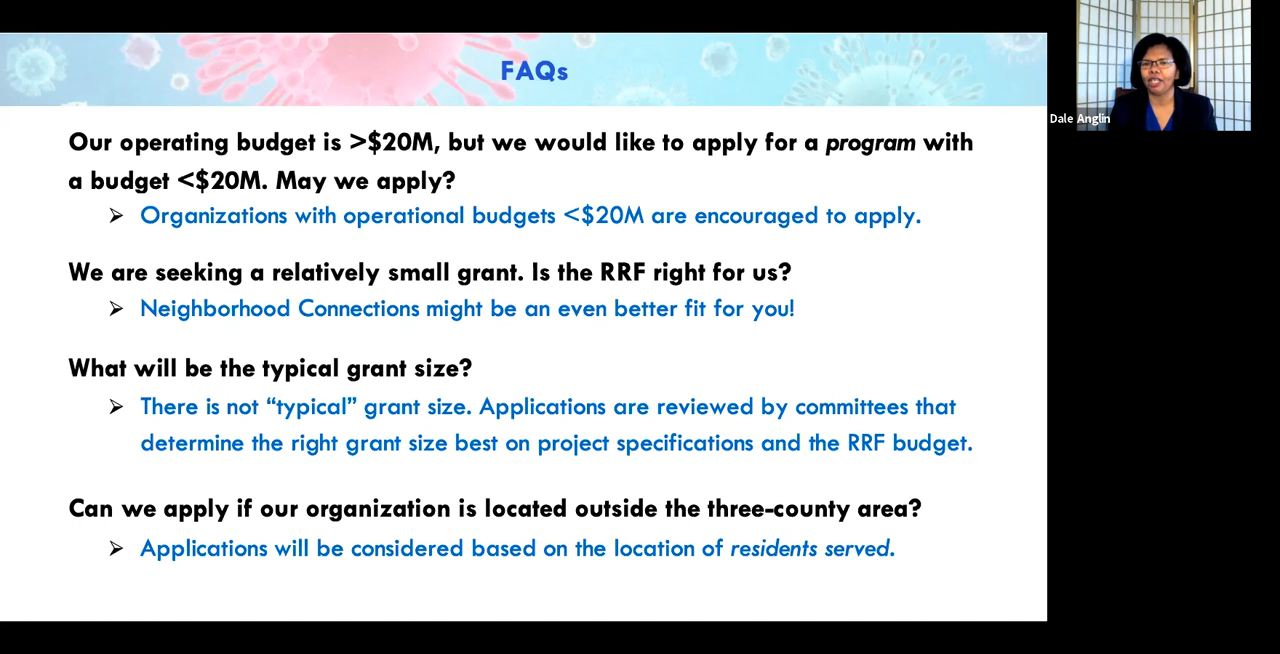 FAQs
Our operating budget is >$20M, but we would like to apply for a program with
a budget <$20M. May we apply?
➢ Organizations with operational budgets <$20M are encouraged to apply.
We are seeking a relatively small grant. Is the RRF right for us?
➢ Neighborhood Connections might be an even better fit for you!
What will be the typical grant size?
➢ There is not “typical” grant size. Applications are reviewed by committees that
determine the right grant size best on project specifications and the RRF budget.
Can we apply if our organization is located outside the three-county area?
➢ Applications will be considered based on the location of residents served.
Dale Anglin